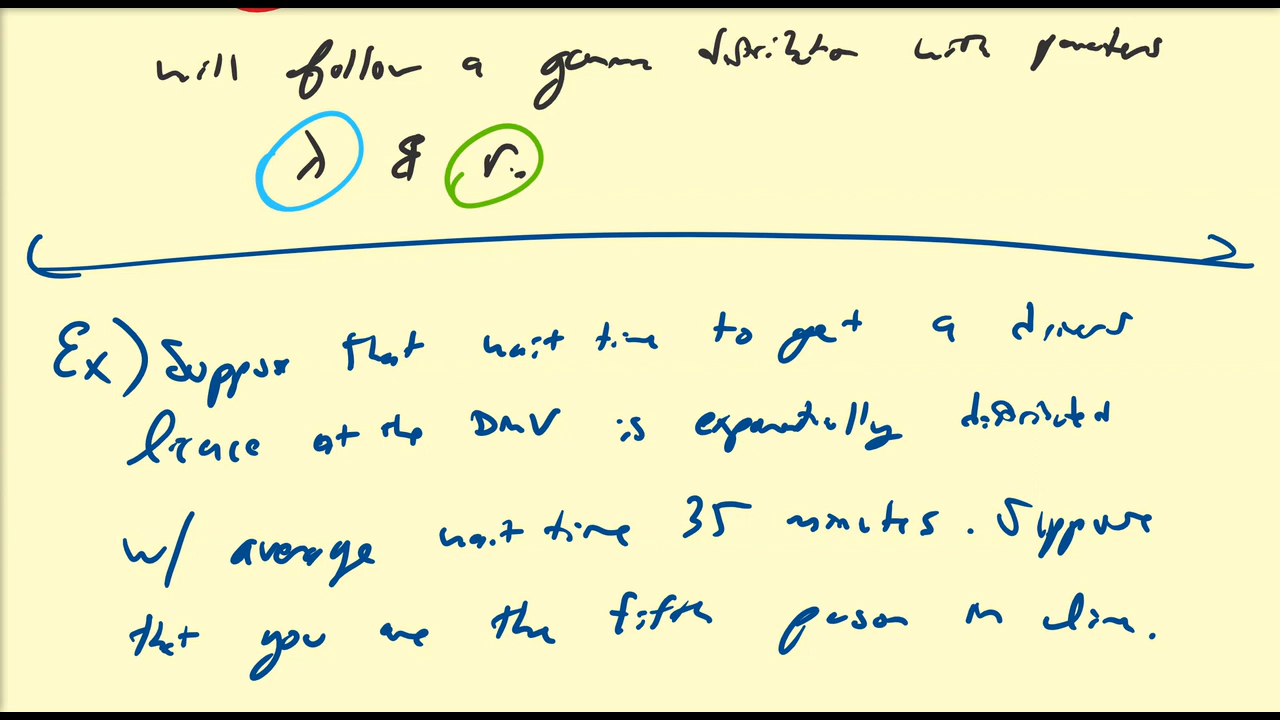 will follow a gamma distribution with parameters
λ & r.
Ex) Suppose that wait time to get a drivers
license at the DMV is exponentially distributed
w/ average wait time 35 minutes. Suppose
that you are the fifth person in line.